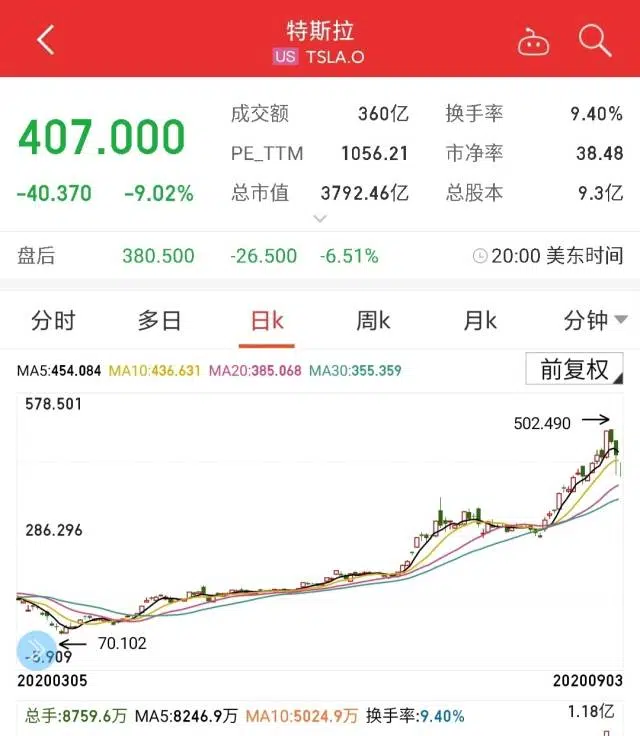 特斯拉
US TSLA.O
407.000
-40.370 -9.02%
成交额 360亿 换手率 9.40%
PE_TTM 1056.21 市净率 38.48
总市值 3792.46亿 总股本 9.3亿
盘后 380.500 -26.500 -6.51% 20:00 美东时间
分时 多日 日k 周k 月k 分钟
MA5:454.084 MA10:436.631 MA20:385.068 MA30:355.359 前复权
578.501
502.490
286.296
70.102
-5.909
20200305 20200903
总手:8759.6万 MA5:8246.9万 MA10:5024.9万 换手率:9.40% 1.18亿